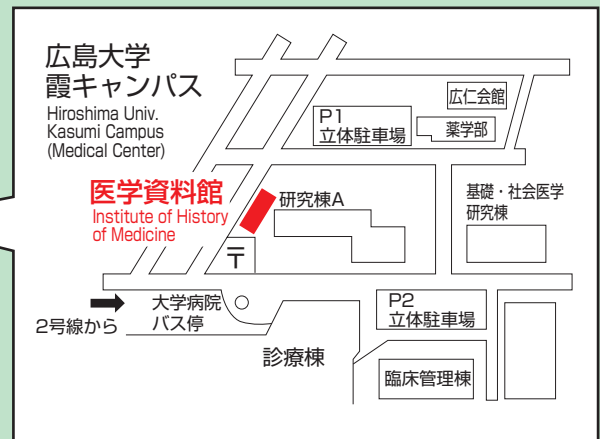 広島大学
霞キャンパス
Hiroshima Univ.
Kasumi Campus
(Medical Center)
広仁会館
P1
立体駐車場
薬学部
医学資料館
Institute of History
of Medicine
研究棟A
基礎・社会医学
研究棟
〒
2号線から
大学病院
バス停
P2
立体駐車場
診療棟
臨床管理棟